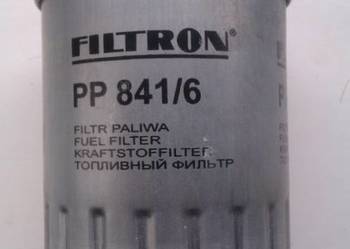 FILTRON®
PP 841/6
FILTR PALIWA
FUEL FILTER
KRAFTSTOFFILTER
ТОПЛИВНЫЙ ФИЛЬТР